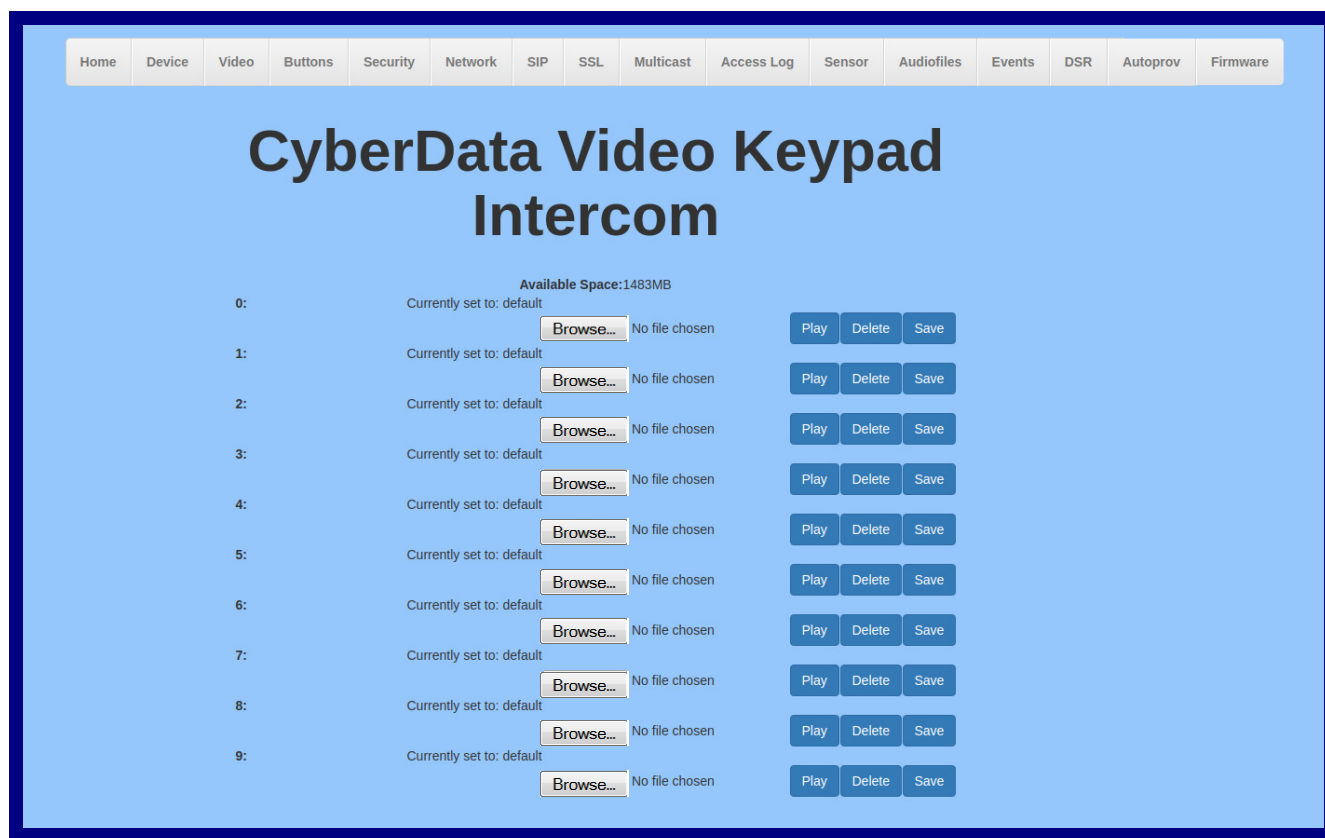 Home Device Video Buttons Security Network SIP SSL Multicast Access Log Sensor Audiofiles Events DSR Autoprov Firmware
CyberData Video Keypad
Intercom
Available Space:1483MB
0: Currently set to: default
Browse... No file chosen Play Delete Save
1: Currently set to: default
Browse... No file chosen Play Delete Save
2: Currently set to: default
Browse... No file chosen Play Delete Save
3: Currently set to: default
Browse... No file chosen Play Delete Save
4: Currently set to: default
Browse... No file chosen Play Delete Save
5: Currently set to: default
Browse... No file chosen Play Delete Save
6: Currently set to: default
Browse... No file chosen Play Delete Save
7: Currently set to: default
Browse... No file chosen Play Delete Save
8: Currently set to: default
Browse... No file chosen Play Delete Save
9: Currently set to: default
Browse... No file chosen Play Delete Save